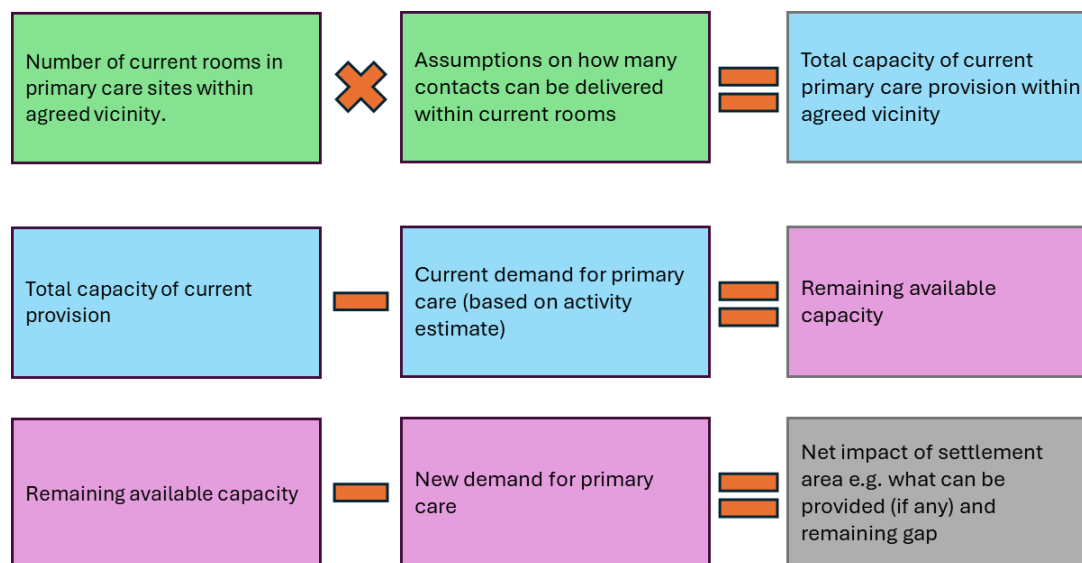 Number of current rooms in
primary care sites within
agreed vicinity.
Assumptions on how many
contacts can be delivered
within current rooms
Total capacity of current
primary care provision within
agreed vicinity
Total capacity of current
provision
Current demand for primary
care (based on activity
estimate)
Remaining available
capacity
Remaining available capacity
New demand for primary
care
Net impact of settlement
area e.g. what can be
provided (if any) and
remaining gap